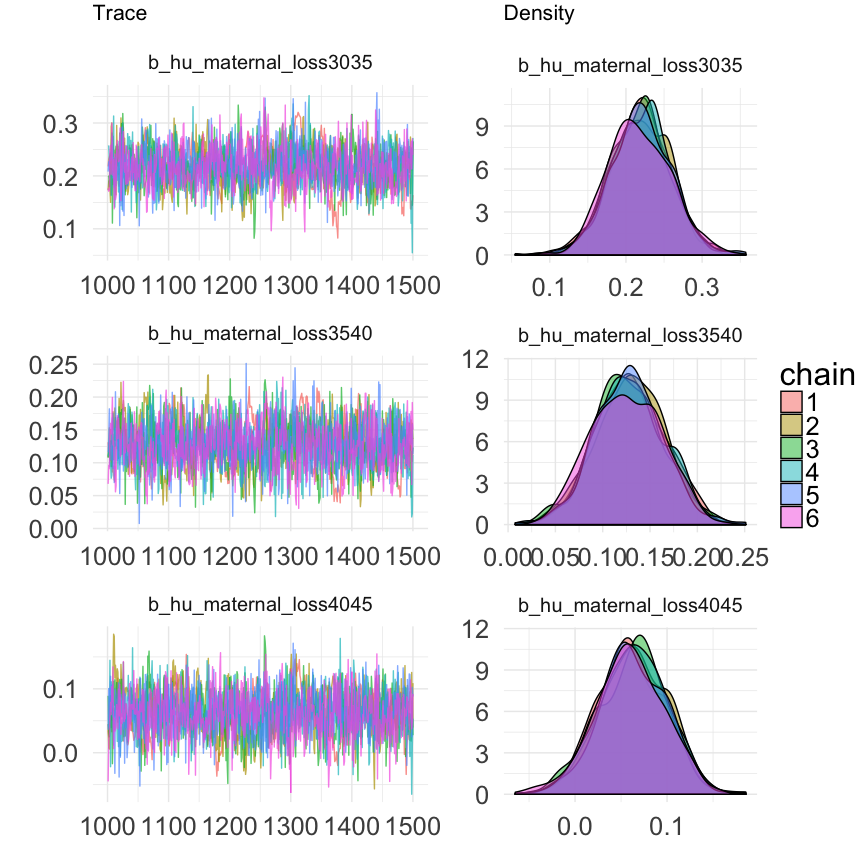 Trace
Density
b_hu_maternal_loss3035
b_hu_maternal_loss3035
0.3
0.2
0.1
1000 1100 1200 1300 1400 1500
9
6
3
0
0.1 0.2 0.3
b_hu_maternal_loss3540
b_hu_maternal_loss3540
0.25
0.20
0.15
0.10
0.05
0.00
1000 1100 1200 1300 1400 1500
12
9
6
3
0
0.00 0.05 0.10 0.15 0.20 0.25
chain
1
2
3
4
5
6
b_hu_maternal_loss4045
b_hu_maternal_loss4045
0.1
0.0
1000 1100 1200 1300 1400 1500
12
9
6
3
0
0.0 0.1